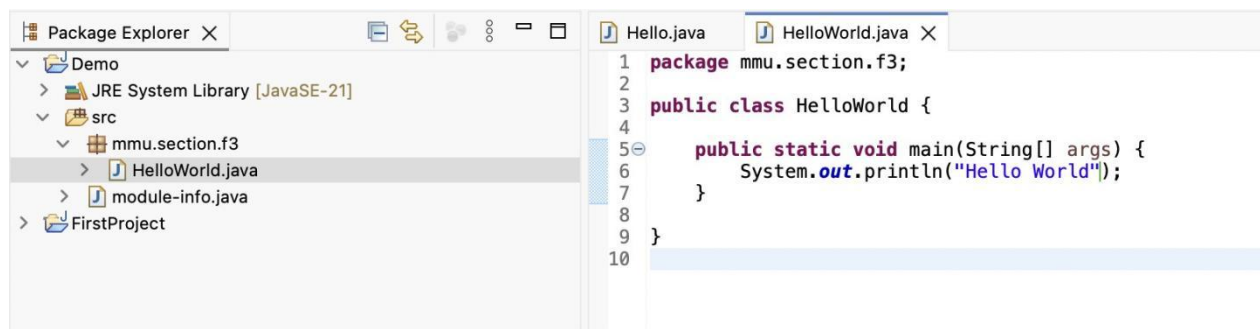 Package Explorer
Demo
JRE System Library [JavaSE-21]
src
mmu.section.f3
HelloWorld.java
module-info.java
FirstProject
Hello.java
HelloWorld.java
1 package mmu.section.f3;
2
3 public class HelloWorld {
4
5 public static void main(String[] args) {
6 System.out.println("Hello World");
7 }
8
9 }
10